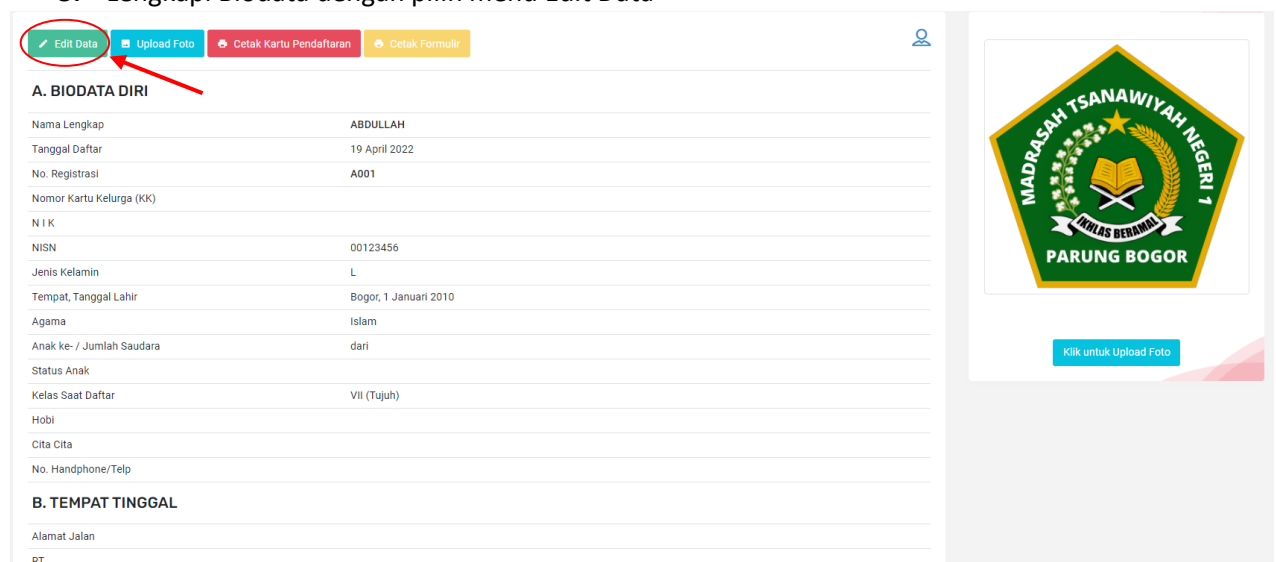 Lengkapi Biodata dengan pilih menu Edit Data
Edit Data Upload Foto Cetak Kartu Pendaftaran Cetak Formulir
A. BIODATA DIRI
Nama Lengkap ABDULLAH
Tanggal Daftar 19 April 2022
No. Registrasi A001
Nomor Kartu Kelurga (KK)
N I K
NISN 00123456
Jenis Kelamin L
Tempat, Tanggal Lahir Bogor, 1 Januari 2010
Agama Islam
Anak ke- / Jumlah Saudara dari
Status Anak
Kelas Saat Daftar VII (Tujuh)
Hobi
Cita Cita
No. Handphone/Telp
B. TEMPAT TINGGAL
Alamat Jalan
RT
MADRASAH TSANAWIYAH NEGERI 1
IKHLAS BERAMAL
PARUNG BOGOR
Klik untuk Upload Foto